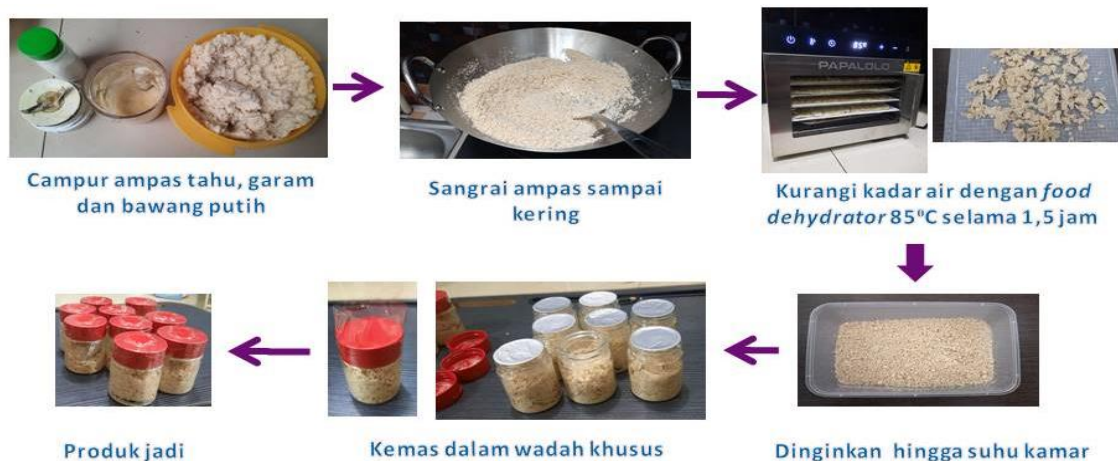 85°
PAPALOLO
Campur ampas tahu, garam
dan bawang putih
Sangrai ampas sampai
kering
Kurangi kadar air dengan food
dehydrator 85°C selama 1,5 jam
Produk jadi
Kemas dalam wadah khusus
Dinginkan hingga suhu kamar